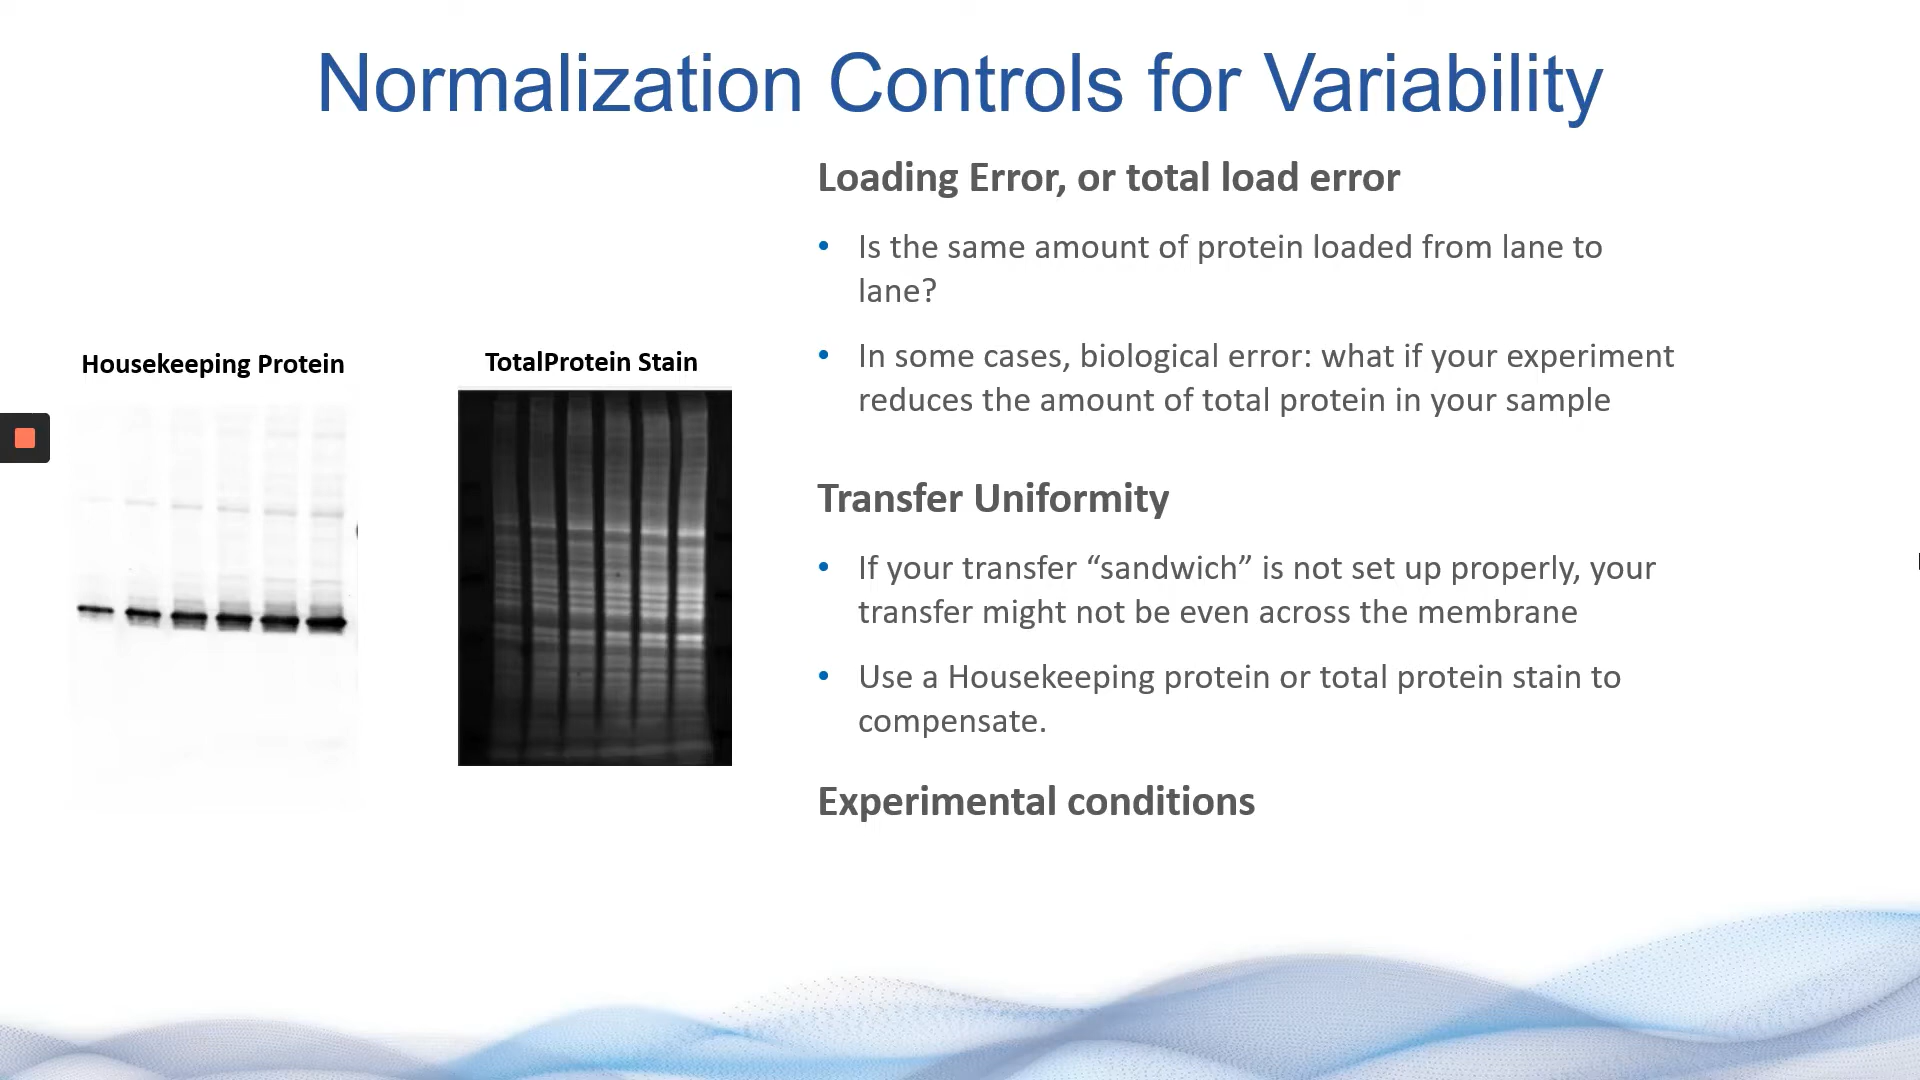 Normalization Controls for Variability
Loading Error, or total load error
• Is the same amount of protein loaded from lane to
lane?
• In some cases, biological error: what if your experiment
reduces the amount of total protein in your sample
Housekeeping Protein
TotalProtein Stain
Transfer Uniformity
• If your transfer “sandwich” is not set up properly, your
transfer might not be even across the membrane
• Use a Housekeeping protein or total protein stain to
compensate.
Experimental conditions